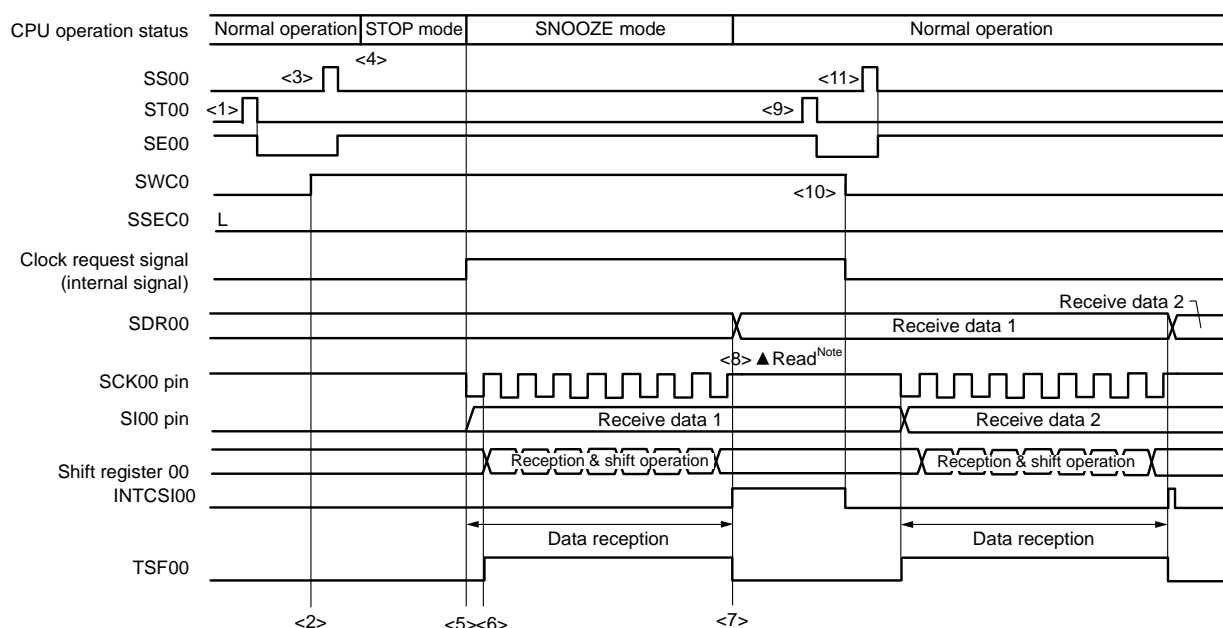 CPU operation status Normal operation STOP mode SNOOZE mode Normal operation
<4>
SS00 <3> <11>
ST00 <1> <9>
SE00
SWC0 <10>
SSEC0 L
Clock request signal
(internal signal)
Receive data 2
SDR00 Receive data 1
<8> ▲Read Note
SCK00 pin
SI00 pin Receive data 1 Receive data 2
Shift register 00 Reception & shift operation Reception & shift operation
INTCSI00
Data reception Data reception
TSF00
<2> <5><6> <7>